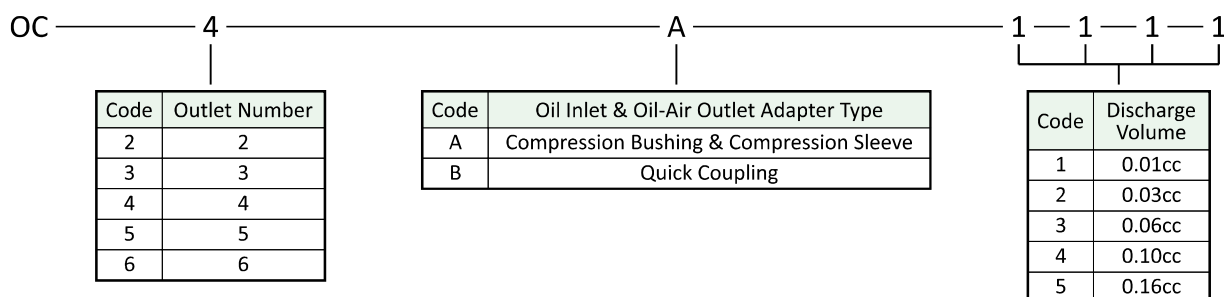 OC 4 A 1 1 1 1
Code Outlet Number
2 2
3 3
4 4
5 5
6 6
Code Oil Inlet & Oil-Air Outlet Adapter Type
A Compression Bushing & Compression Sleeve
B Quick Coupling
Code Discharge
Volume
1 0.01cc
2 0.03cc
3 0.06cc
4 0.10cc
5 0.16cc